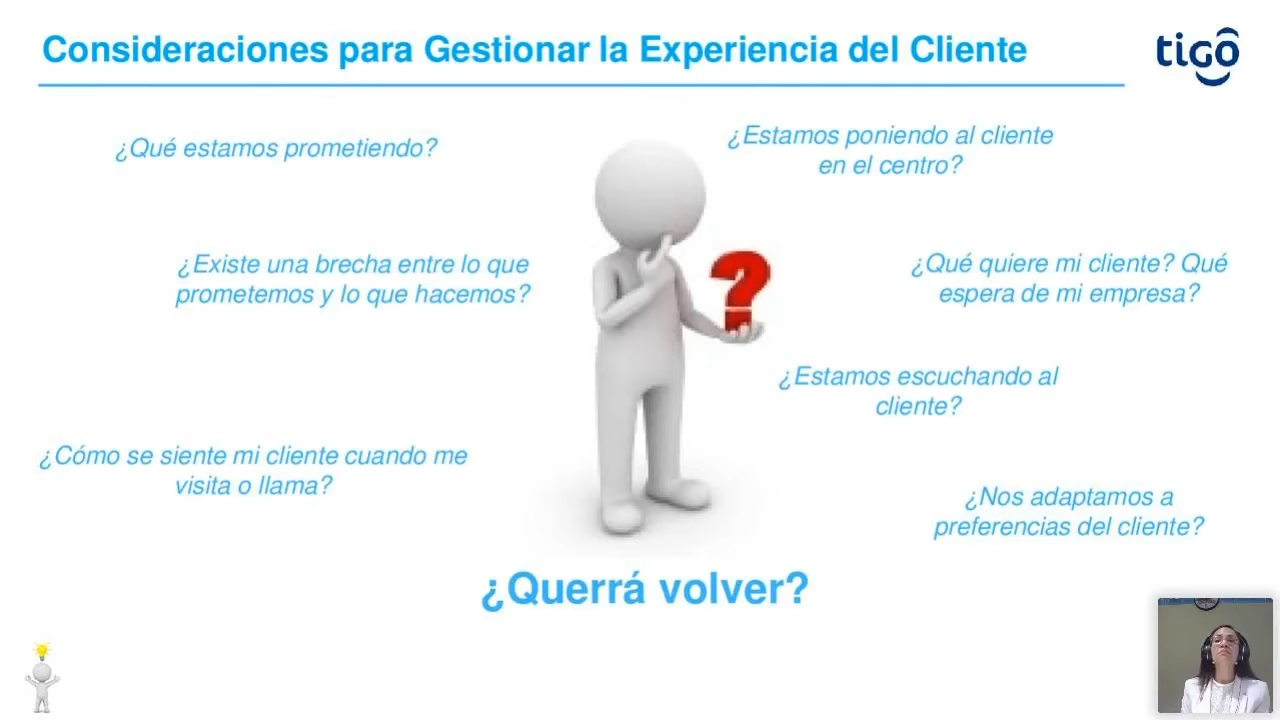 Consideraciones para Gestionar la Experiencia del Cliente
tigô
¿Qué estamos prometiendo?
¿Estamos poniendo al cliente
en el centro?
¿Existe una brecha entre lo que
prometemos y lo que hacemos?
¿Qué quiere mi cliente? Qué
espera de mi empresa?
¿Estamos escuchando al
cliente?
¿Cómo se siente mi cliente cuando me
visita o llama?
¿Nos adaptamos a
preferencias del cliente?
¿Querrá volver?
?